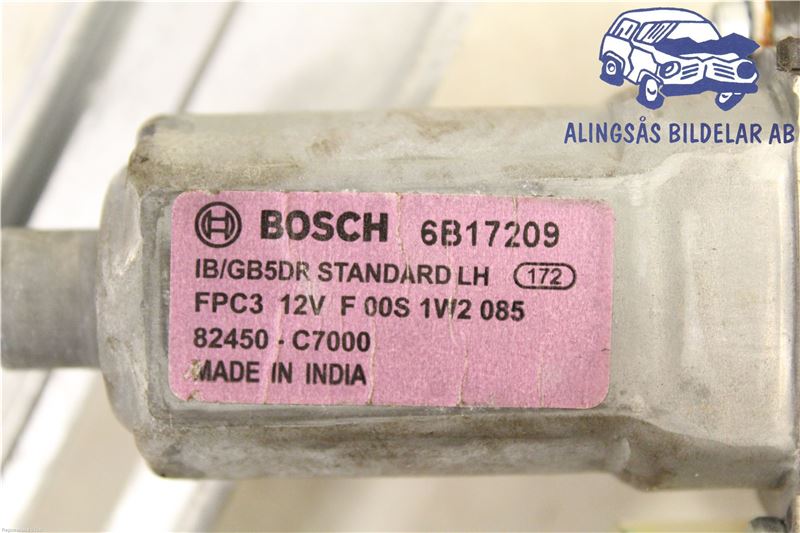 ALINGSÅS BILDELAR AB
BOSCH 6B17209
IB/GB5DR STANDARD LH 172
FPC3 12V F 00S 1W2 085
82450 - C7000
MADE IN INDIA